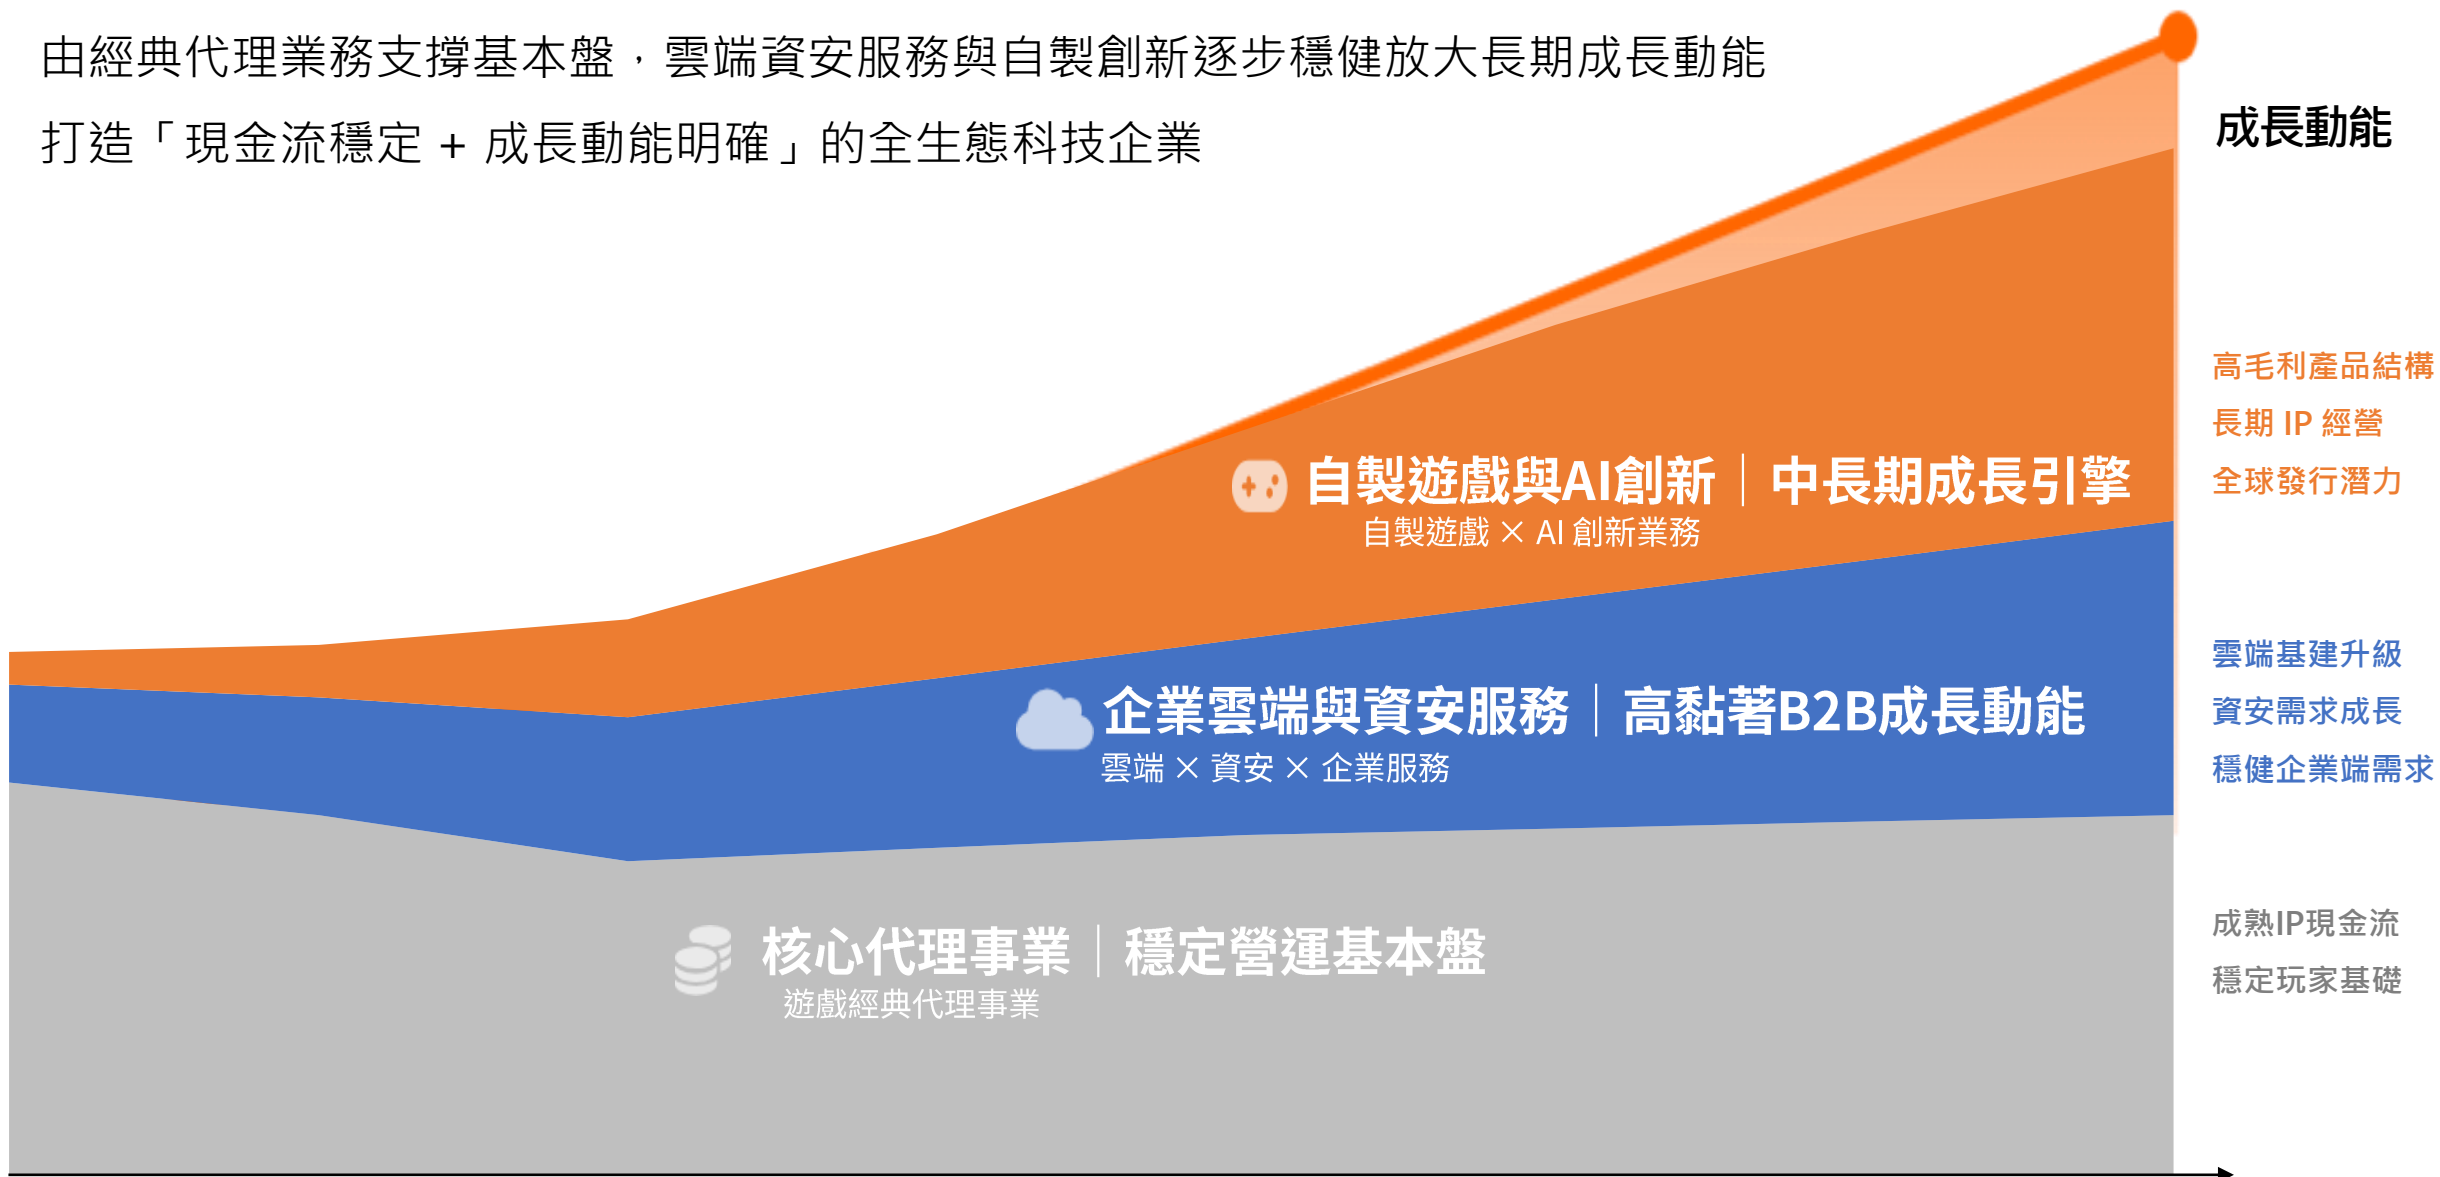 由經典代理業務支撐基本盤，雲端資安服務與自製創新逐步穩健放大長期成長動能
打造「現金流穩定 + 成長動能明確」的全生態科技企業
成長動能
高毛利產品結構
長期 IP 經營
全球發行潛力
自製遊戲與AI創新｜中長期成長引擎
自製遊戲 × AI 創新業務
雲端基建升級
資安需求成長
穩健企業端需求
企業雲端與資安服務｜高黏著B2B成長動能
雲端 × 資安 × 企業服務
成熟IP現金流
穩定玩家基礎
核心代理事業｜穩定營運基本盤
遊戲經典代理事業